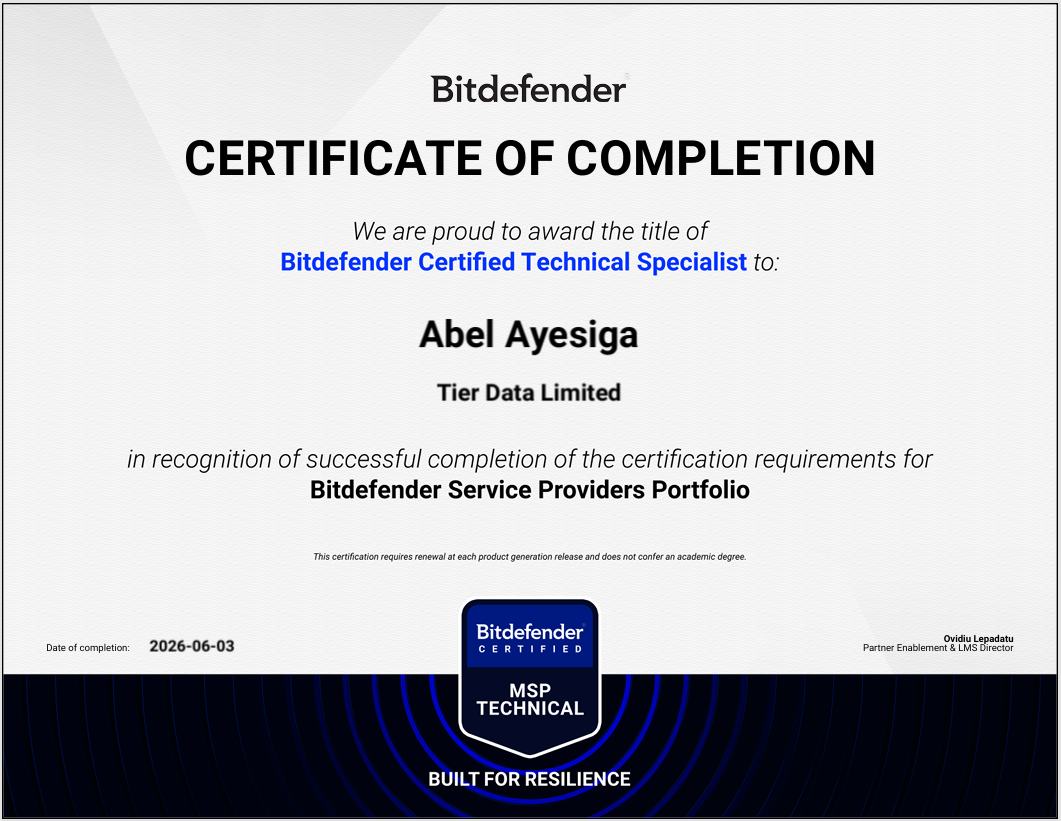 Bitdefender®
CERTIFICATE OF COMPLETION
We are proud to award the title of
Bitdefender Certified Technical Specialist to:
Abel Ayesiga
Tier Data Limited
in recognition of successful completion of the certification requirements for
Bitdefender Service Providers Portfolio
This certification requires renewal at each product generation release and does not confer an academic degree.
Date of completion: 2026-06-03
Ovidiu Lepadatu
Partner Enablement & LMS Director
Bitdefender
CERTIFIED
MSP
TECHNICAL
BUILT FOR RESILIENCE